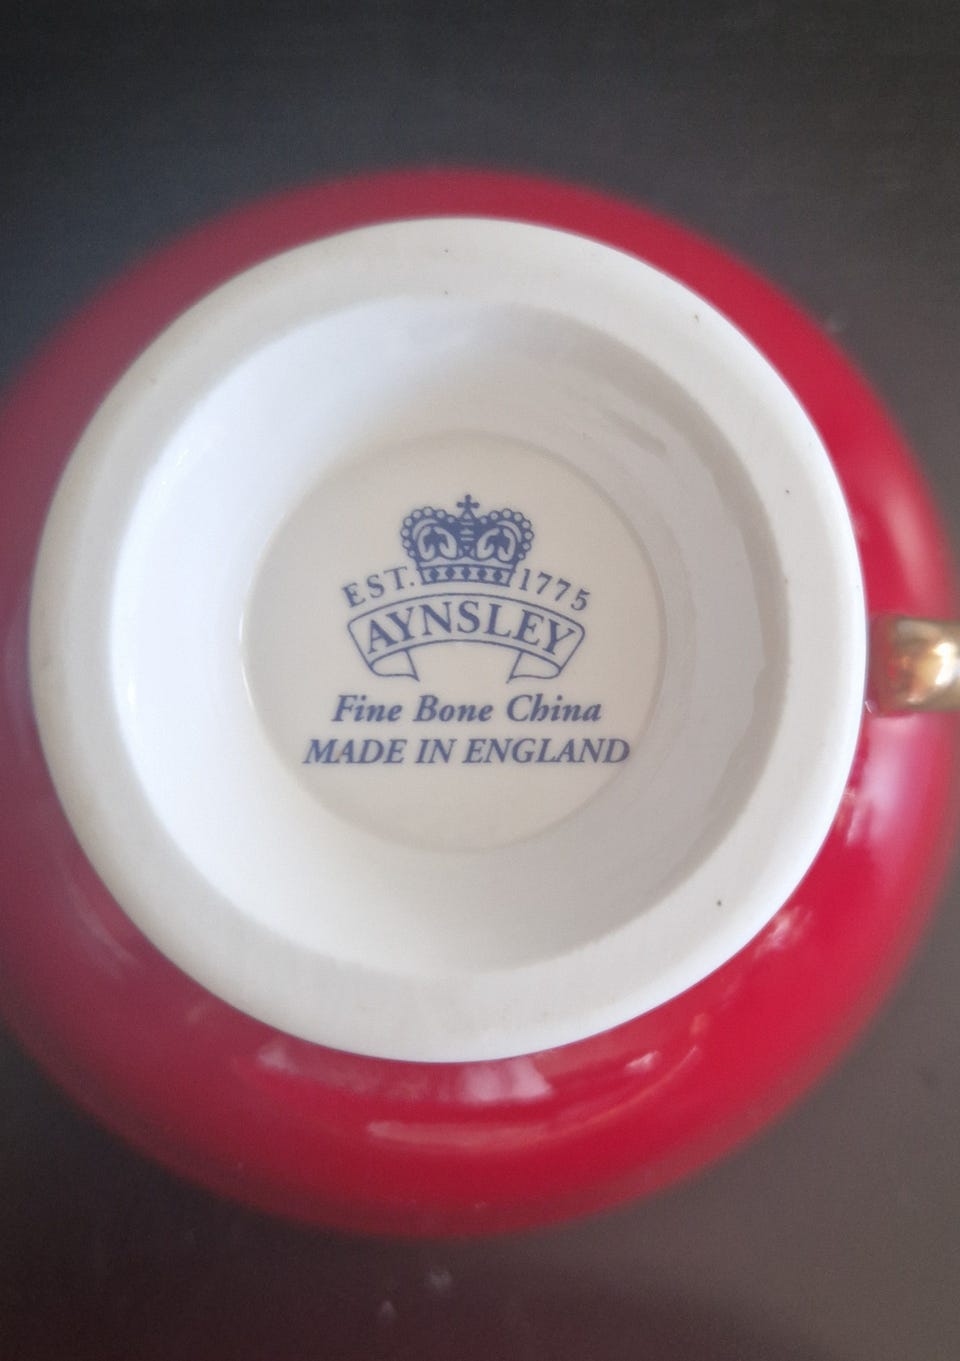 EST. 1775
AYNSLEY
Fine Bone China
MADE IN ENGLAND